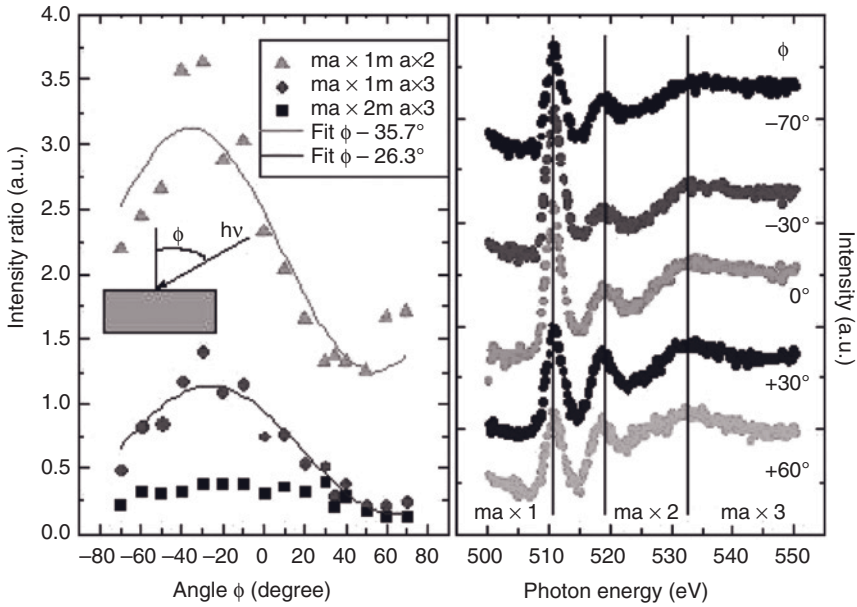 4.0
3.5
3.0
2.5
2.0
1.5
1.0
0.5
0.0
Intensity ratio (a.u.)
ma × 1m a×2
ma × 1m a×3
ma × 2m a×3
Fit ϕ – 35.7°
Fit ϕ – 26.3°
ϕ
hν
−80 −60 −40 −20 0 20 40 60 80
Angle ϕ (degree)
ϕ
−70°
−30°
0°
+30°
+60°
ma × 1 ma × 2 ma × 3
500 510 520 530 540 550
Photon energy (eV)
Intensity (a.u.)